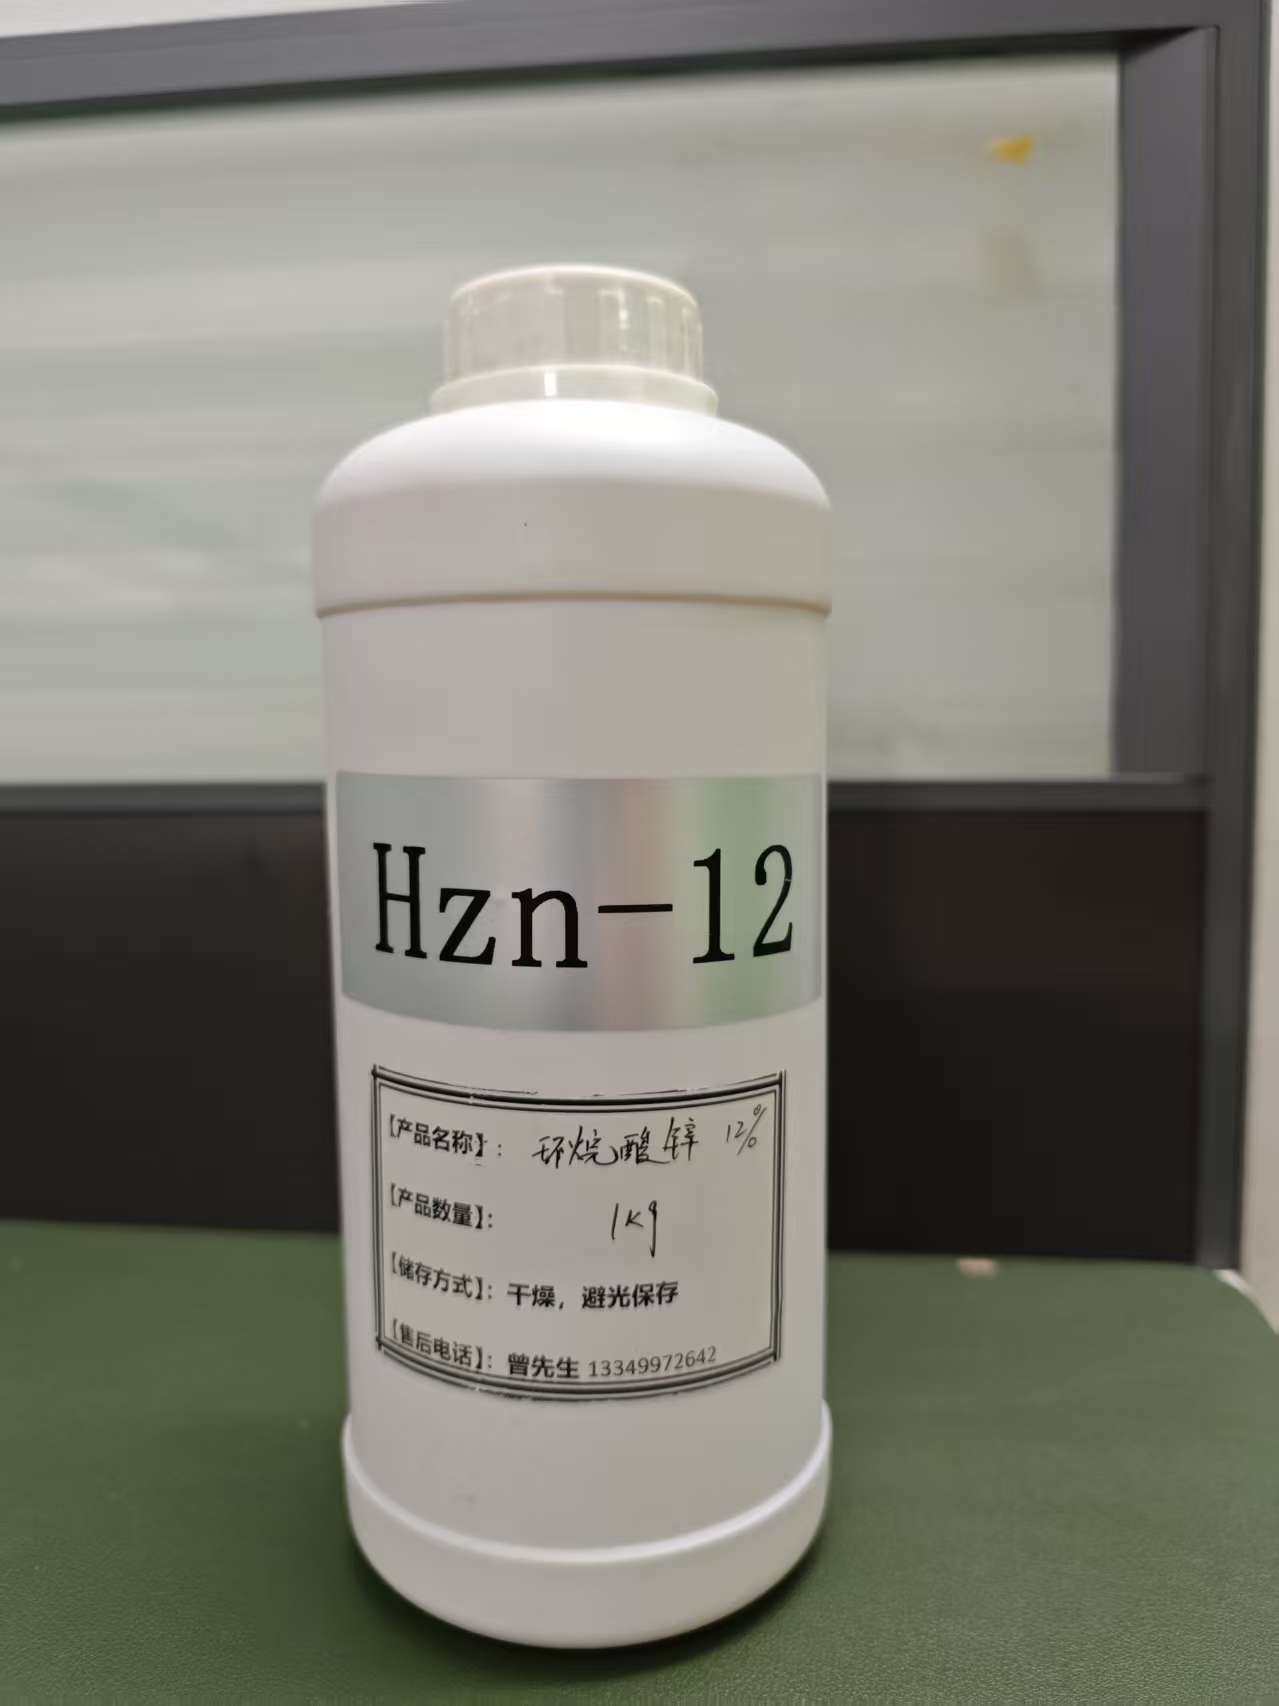 Hzn-12
【产品名称】: 环烷酸锌 12%
【产品数量】: 1Kg
【储存方式】: 干燥，避光保存
【售后电话】: 曾先生 13349972642